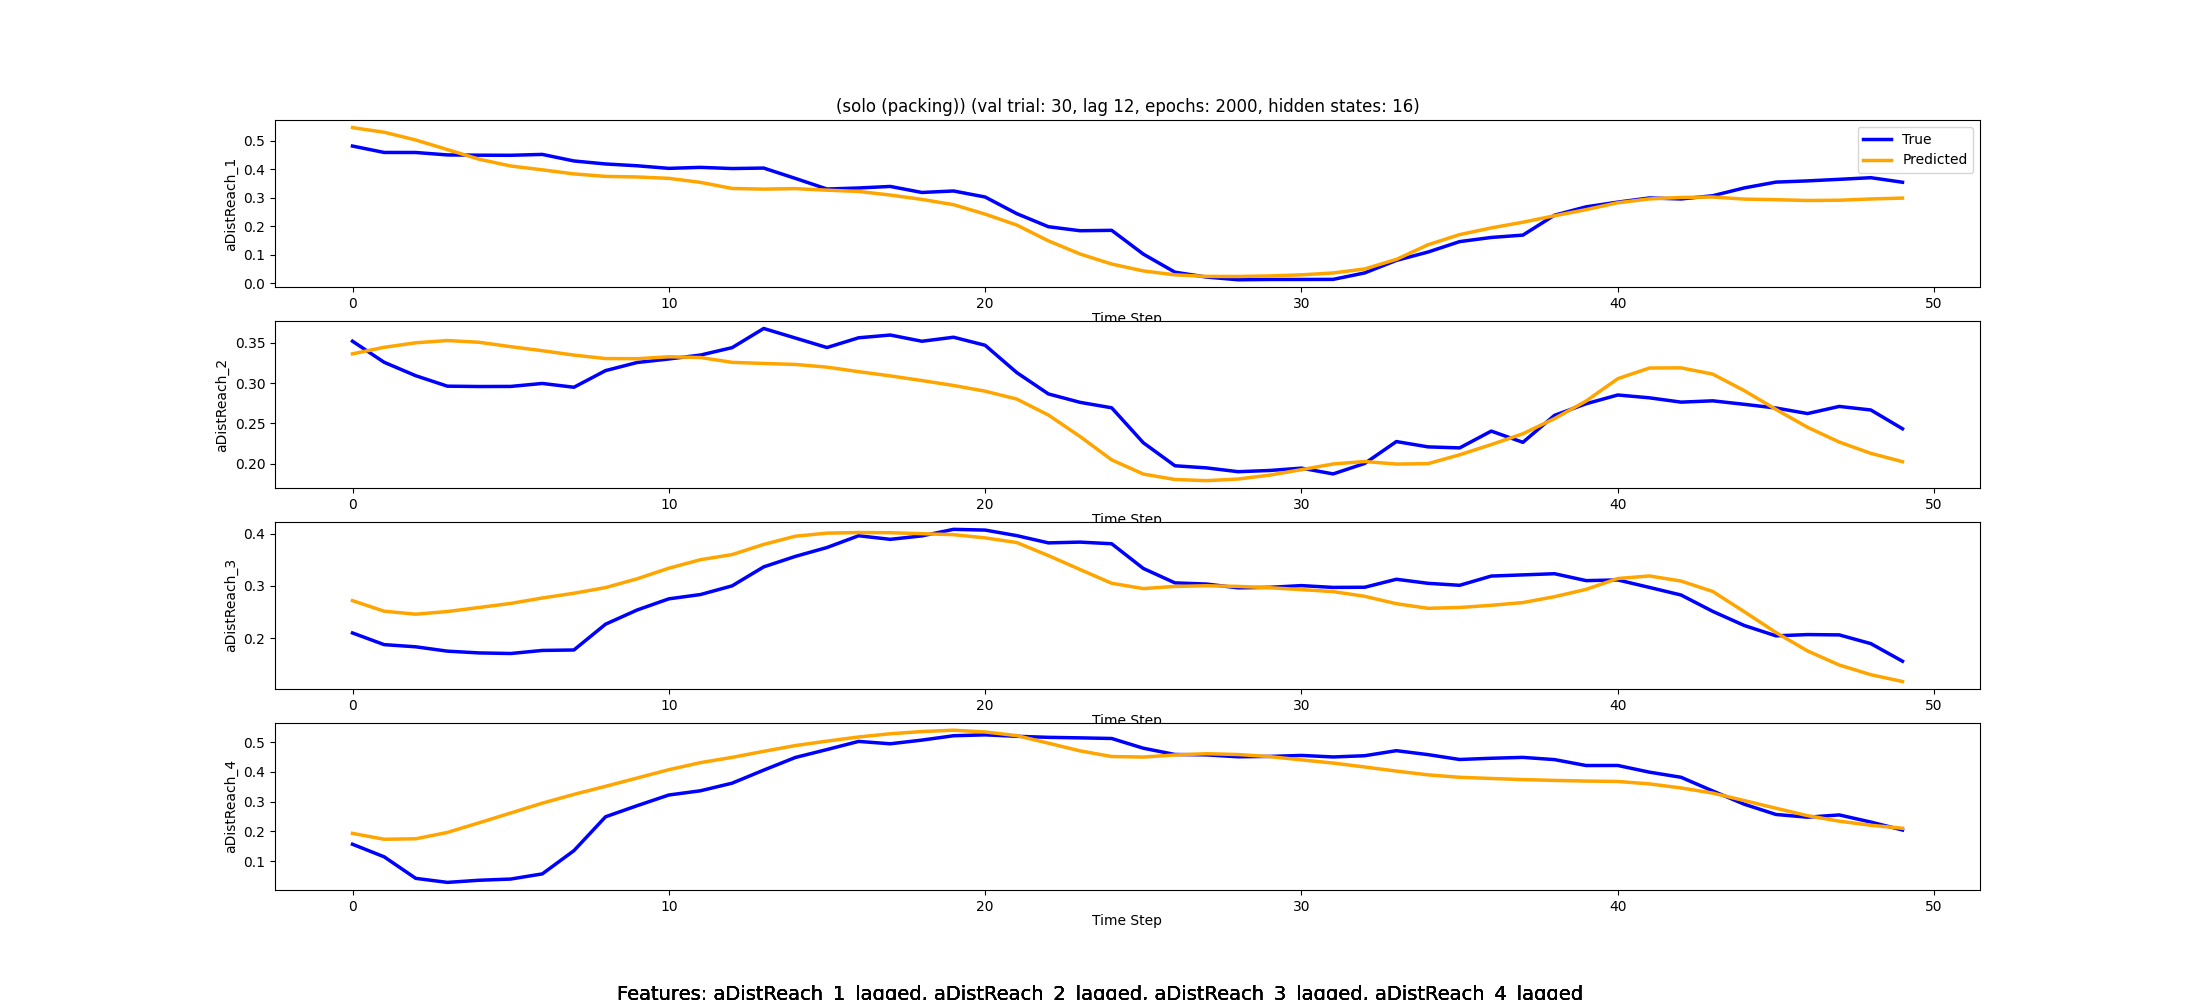 (solo (packing)) (val trial: 30, lag 12, epochs: 2000, hidden states: 16)
aDistReach_1
0.5
0.4
0.3
0.2
0.1
0.0
True
Predicted
0 10 20 30 40 50
Time Step
aDistReach_2
0.35
0.30
0.25
0.20
0 10 20 30 40 50
Time Step
aDistReach_3
0.4
0.3
0.2
0 10 20 30 40 50
Time Step
aDistReach_4
0.5
0.4
0.3
0.2
0.1
0 10 20 30 40 50
Time Step
Features: aDistReach_1_lagged, aDistReach_2_lagged, aDistReach_3_lagged, aDistReach_4_lagged